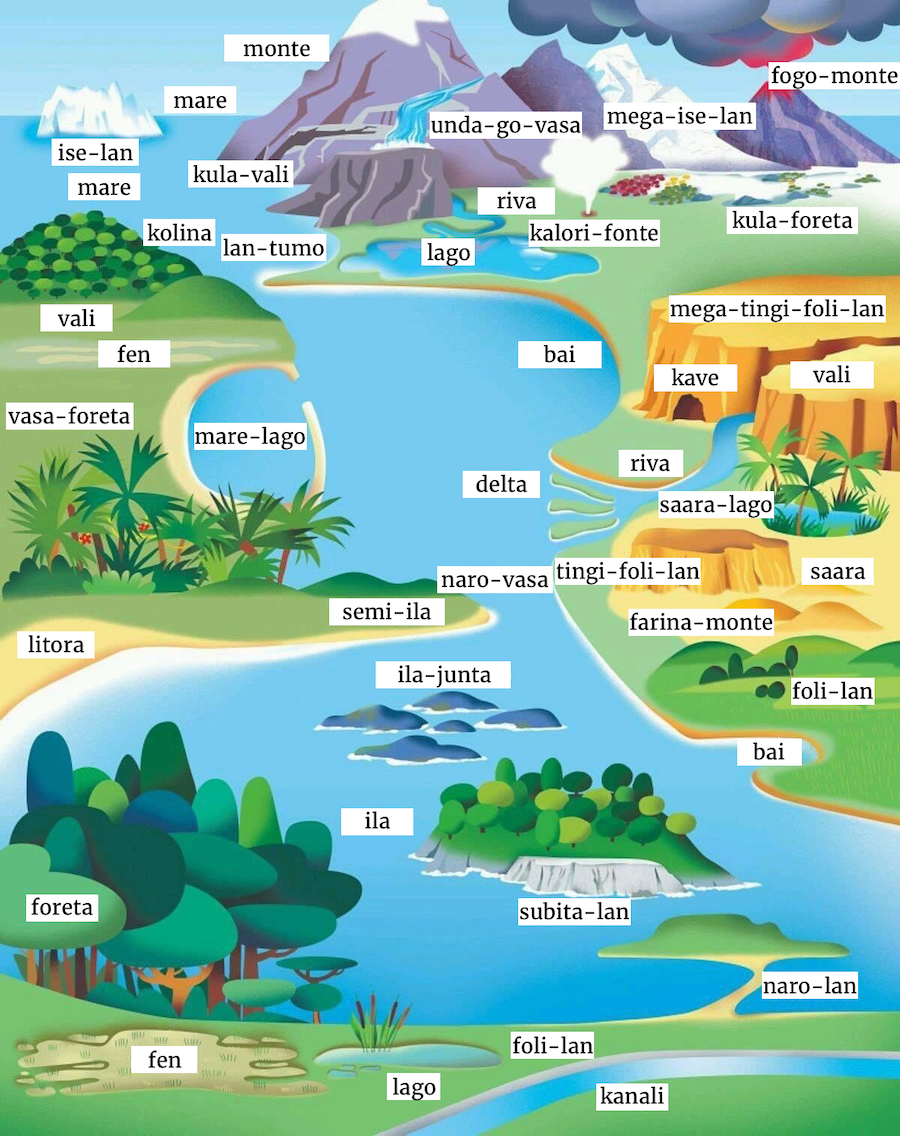 monte
fogo-monte
mare
mega-ise-lan
unda-go-vasa
ise-lan
kula-vali
mare
riva
kula-foreta
kolina
kalori-fonte
lan-tumo
lago
mega-tingi-foli-lan
vali
fen
bai
kave
vali
vasa-foreta
mare-lago
riva
delta
saara-lago
naro-vasa
tingi-foli-lan
saara
semi-ila
farina-monte
litora
ila-junta
foli-lan
bai
ila
foreta
subita-lan
naro-lan
foli-lan
fen
lago
kanali